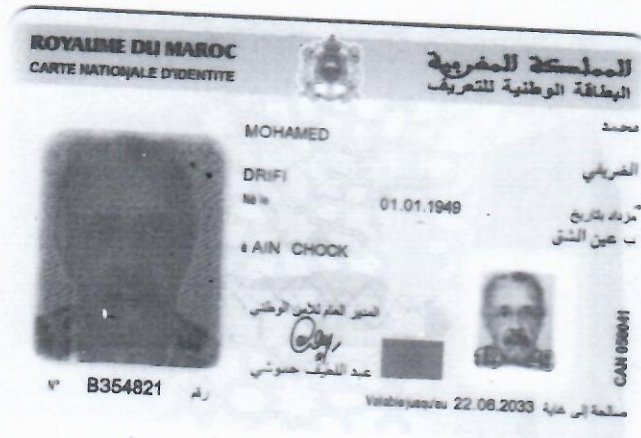 ROYAUME DU MAROC
المملكة المغربية
CARTE NATIONALE D'IDENTITE
البطاقة الوطنية للتعريف
MOHAMED
محمد
DRIFI
الضريفي
Né le 01.01.1949 مزداد بتاريخ
à AIN CHOCK
ب عين الشق
المدير العام للأمن الوطني
عبد اللطيف حموشي
N° B354821 رقم
Valable jusqu'au 22.06.2033 صالحة إلى غاية